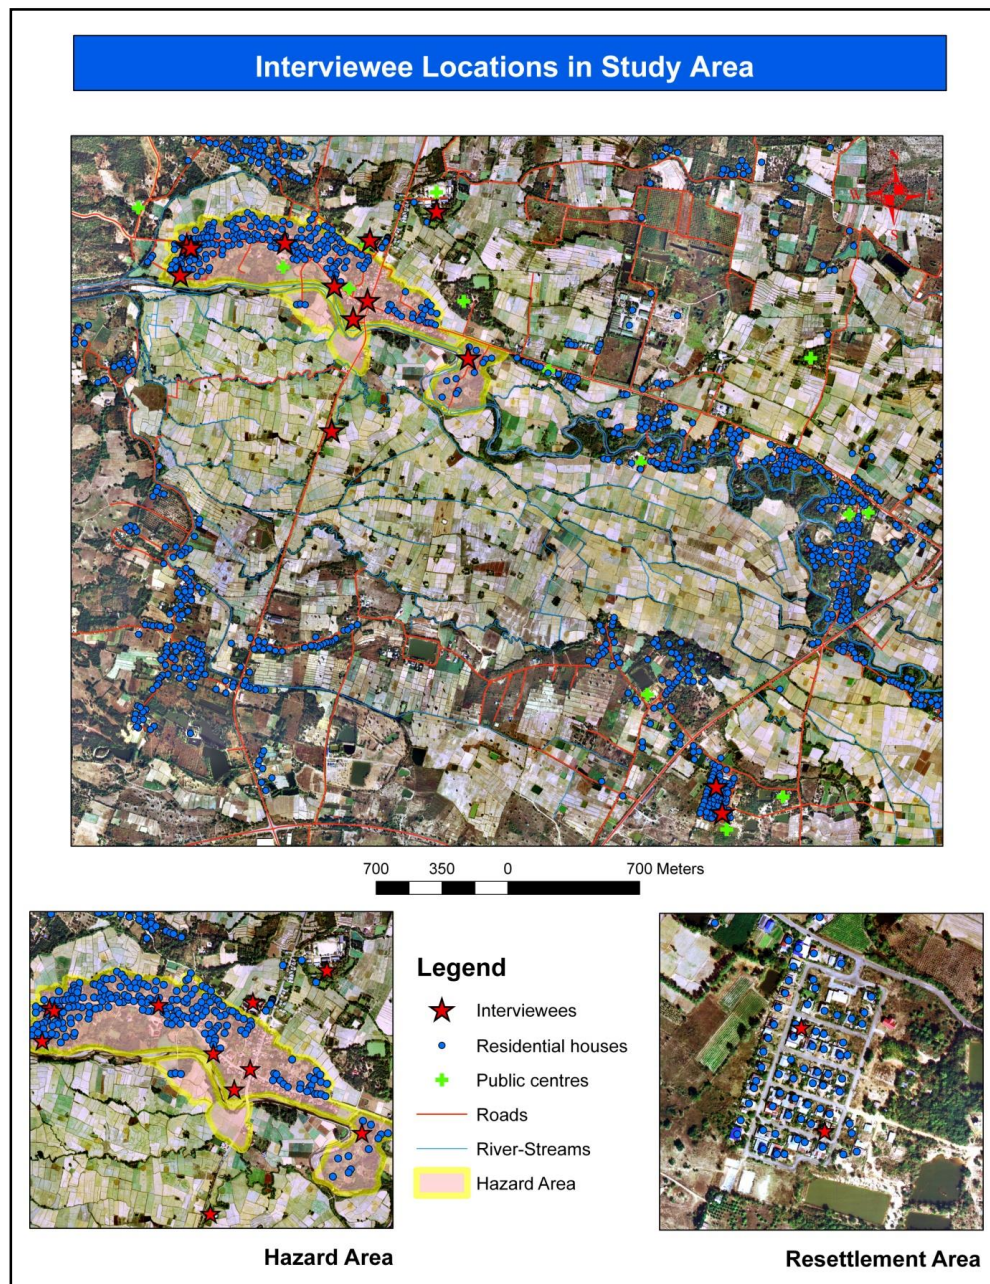 Interviewee Locations in Study Area
700 350 0 700 Meters
Legend
Interviewees
Residential houses
Public centres
Roads
River-Streams
Hazard Area
Hazard Area
Resettlement Area